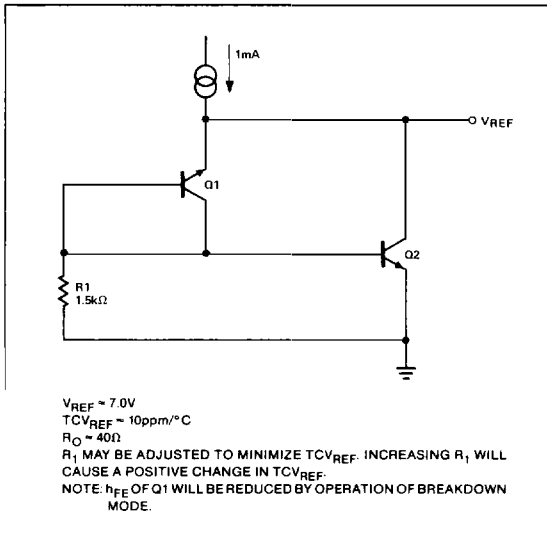 1mA
VREF
Q1
Q2
R1
1.5kΩ
VREF ≈ 7.0V
TCVREF ≈ 10ppm/°C
RO ≈ 40Ω
R1 MAY BE ADJUSTED TO MINIMIZE TCVREF. INCREASING R1 WILL
CAUSE A POSITIVE CHANGE IN TCVREF.
NOTE: hFE OF Q1 WILL BE REDUCED BY OPERATION OF BREAKDOWN
MODE.